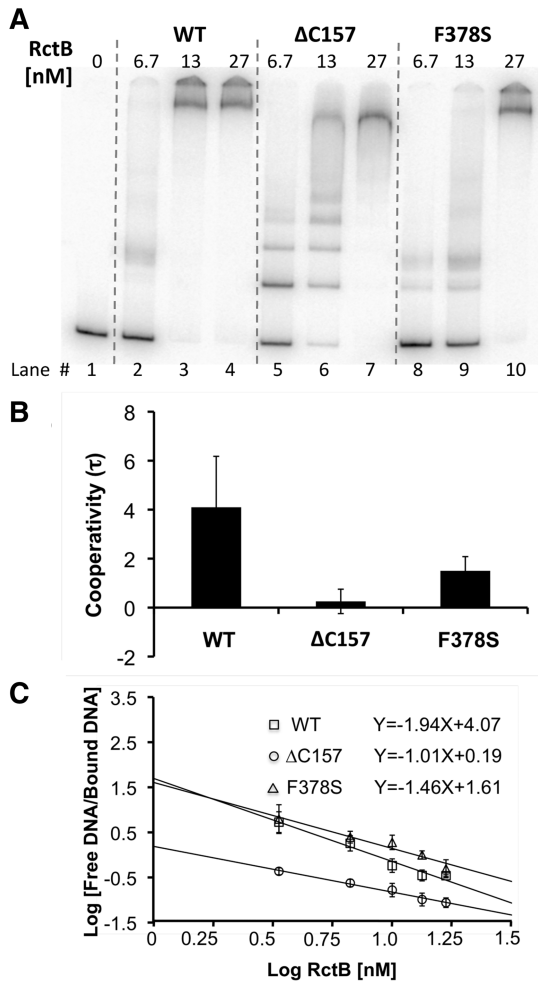 A
WT ΔC157 F378S
RctB [nM] 0 6.7 13 27 6.7 13 27 6.7 13 27
Lane # 1 2 3 4 5 6 7 8 9 10
B
Cooperativity (τ)
8
6
4
2
0
-2
WT ΔC157 F378S
C
Log [Free DNA/Bound DNA]
3.5
2.5
1.5
0.5
-0.5
-1.5
WT Y=-1.94X+4.07
ΔC157 Y=-1.01X+0.19
F378S Y=-1.46X+1.61
0 0.25 0.5 0.75 1.0 1.25 1.5
Log RctB [nM]